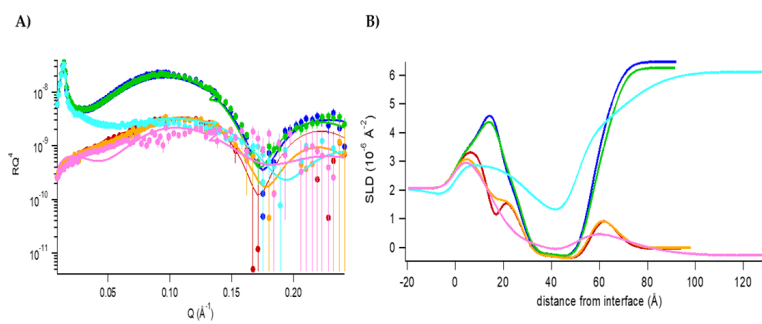 A)
B)
RQ⁴
10⁻⁸
10⁻⁹
10⁻¹⁰
10⁻¹¹
0.05 0.10 0.15 0.20
Q (Å⁻¹)
SLD (10⁻⁶ Å⁻²)
6
5
4
3
2
1
0
-20 0 20 40 60 80 100 120
distance from interface (Å)